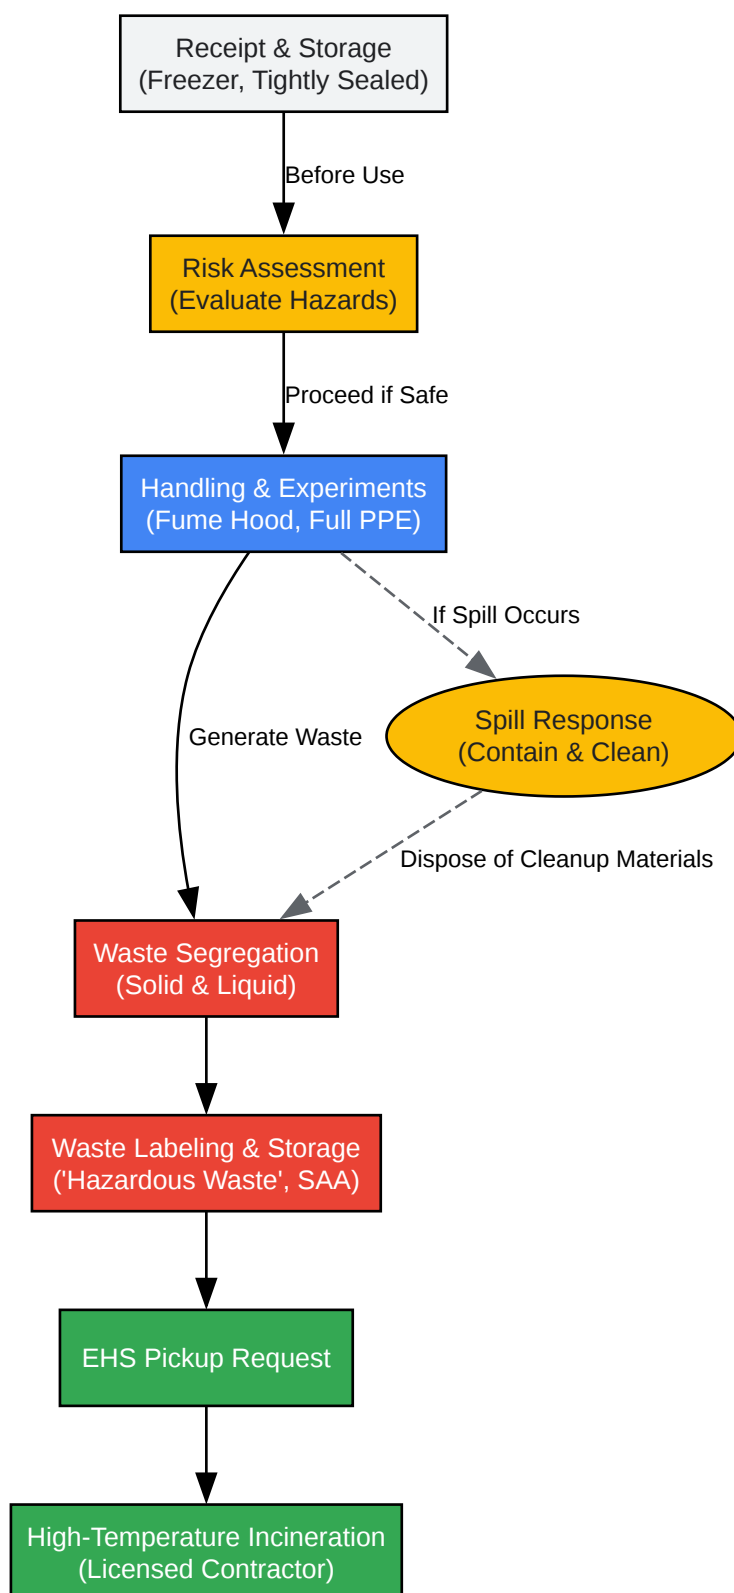 Receipt & Storage
(Freezer, Tightly Sealed)
Before Use
Risk Assessment
(Evaluate Hazards)
Proceed if Safe
Handling & Experiments
(Fume Hood, Full PPE)
If Spill Occurs
Spill Response
(Contain & Clean)
Generate Waste
Dispose of Cleanup Materials
Waste Segregation
(Solid & Liquid)
Waste Labeling & Storage
('Hazardous Waste', SAA)
EHS Pickup Request
High-Temperature Incineration
(Licensed Contractor)